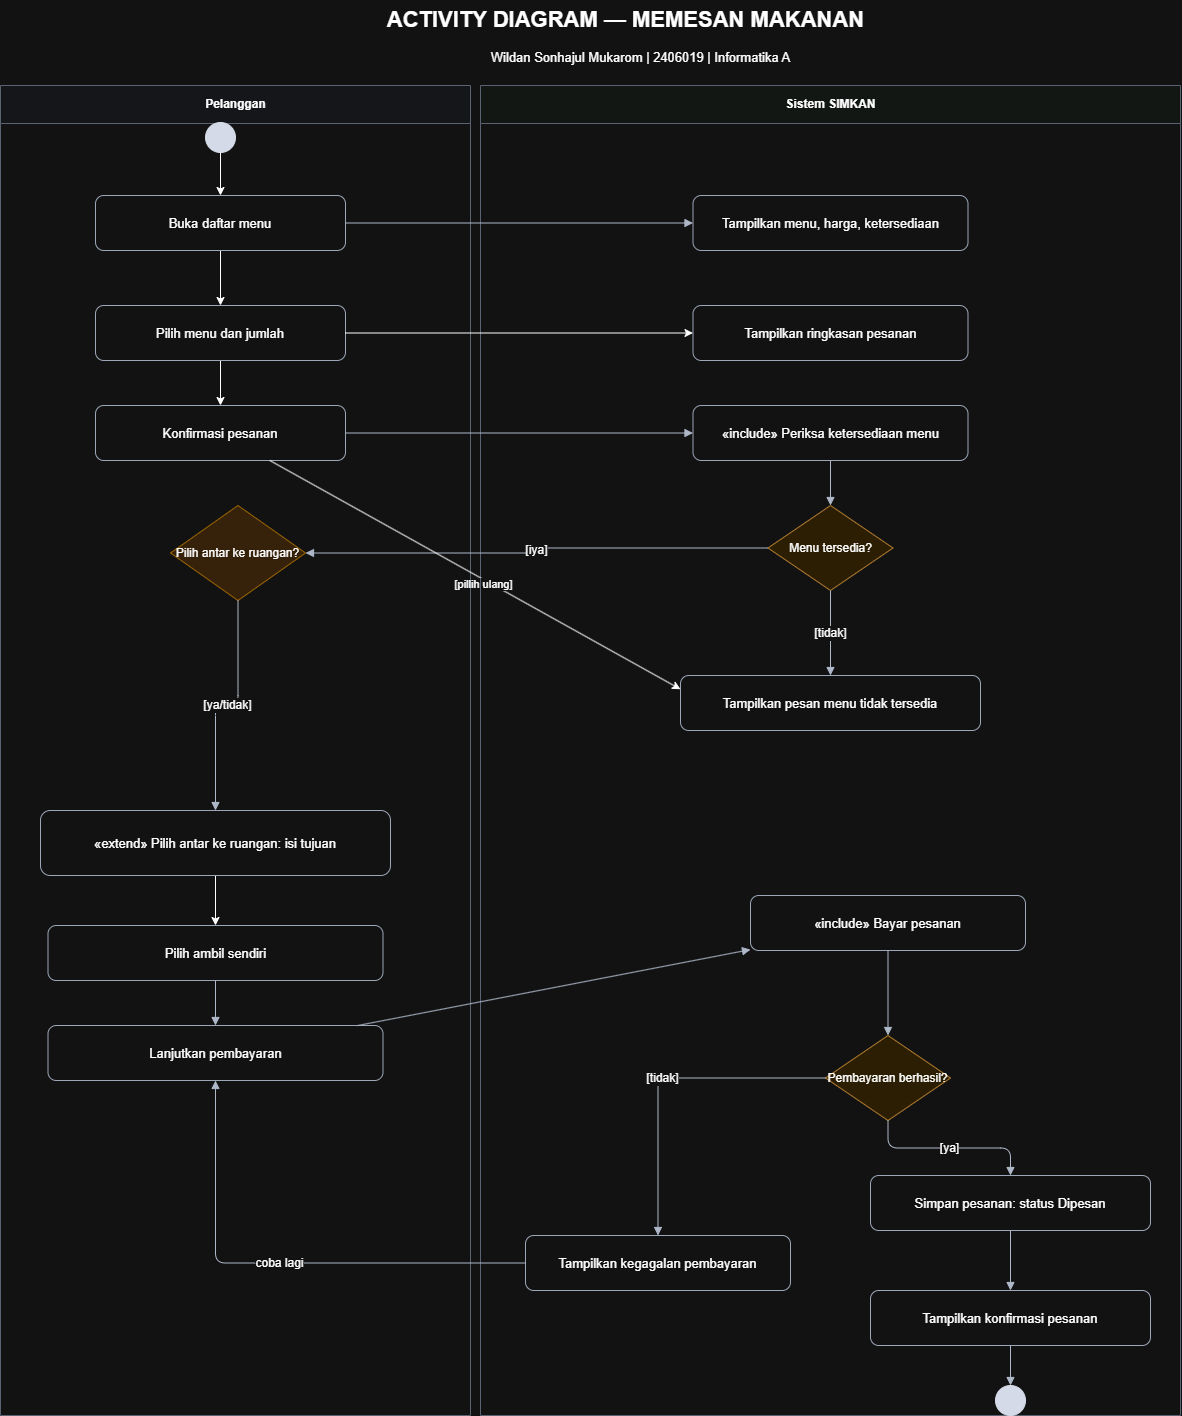 ACTIVITY DIAGRAM — MEMESAN MAKANAN
Wildan Sonhajul Mukarom | 2406019 | Informatika A
Pelanggan
Sistem SIMKAN
Buka daftar menu
Tampilkan menu, harga, ketersediaan
Pilih menu dan jumlah
Tampilkan ringkasan pesanan
Konfirmasi pesanan
«include» Periksa ketersediaan menu
Pilih antar ke ruangan?
[iya]
Menu tersedia?
[pillih ulang]
[tidak]
Tampilkan pesan menu tidak tersedia
[ya/tidak]
«extend» Pilih antar ke ruangan: isi tujuan
«include» Bayar pesanan
Pilih ambil sendiri
Lanjutkan pembayaran
[tidak]
Pembayaran berhasil?
[ya]
Simpan pesanan: status Dipesan
coba lagi
Tampilkan kegagalan pembayaran
Tampilkan konfirmasi pesanan